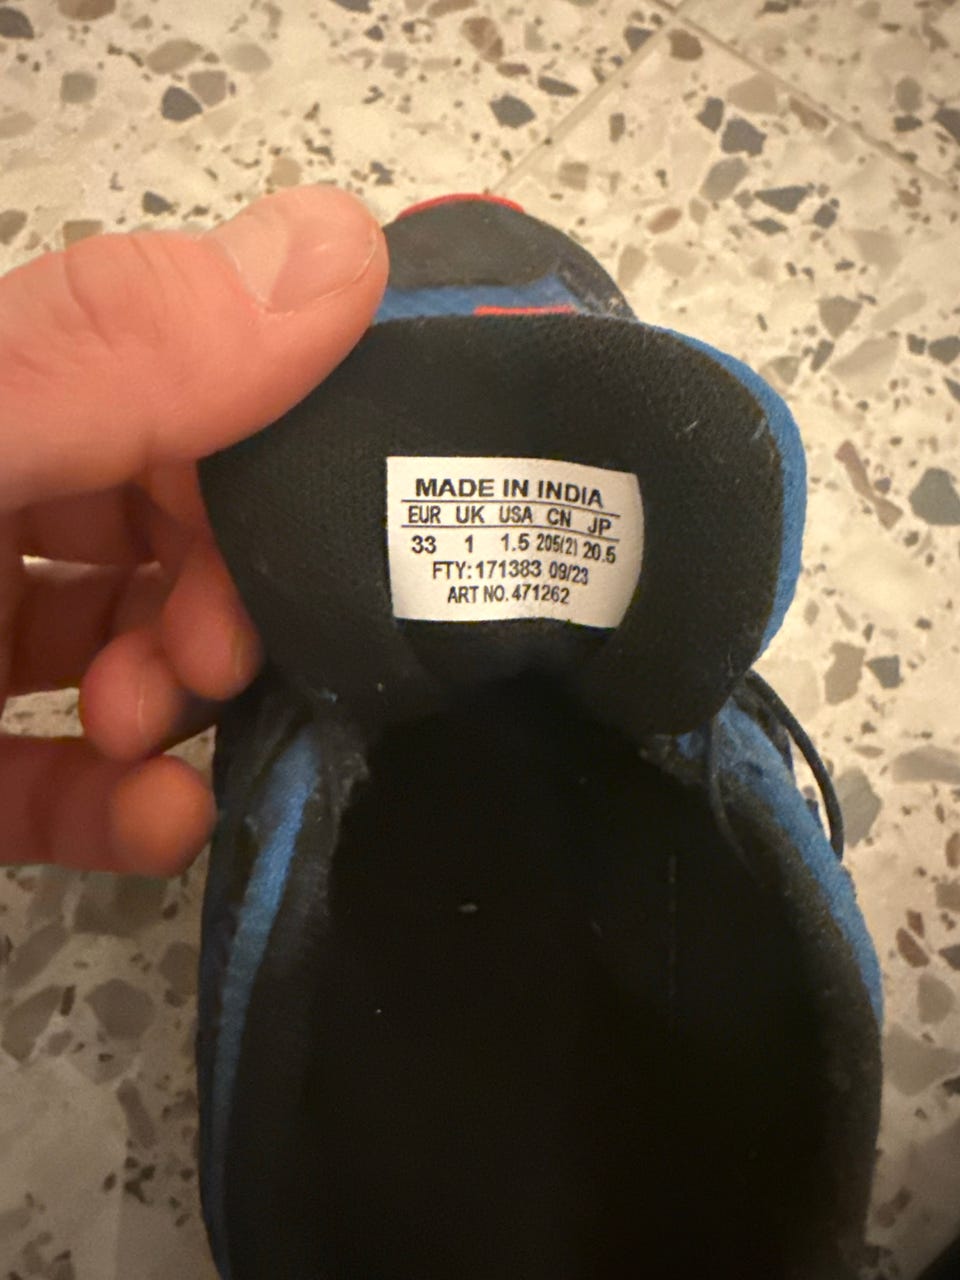 MADE IN INDIA
EUR UK USA CN JP
33 1 1.5 205(2) 20.5
FTY:171383 09/23
ART NO. 471262